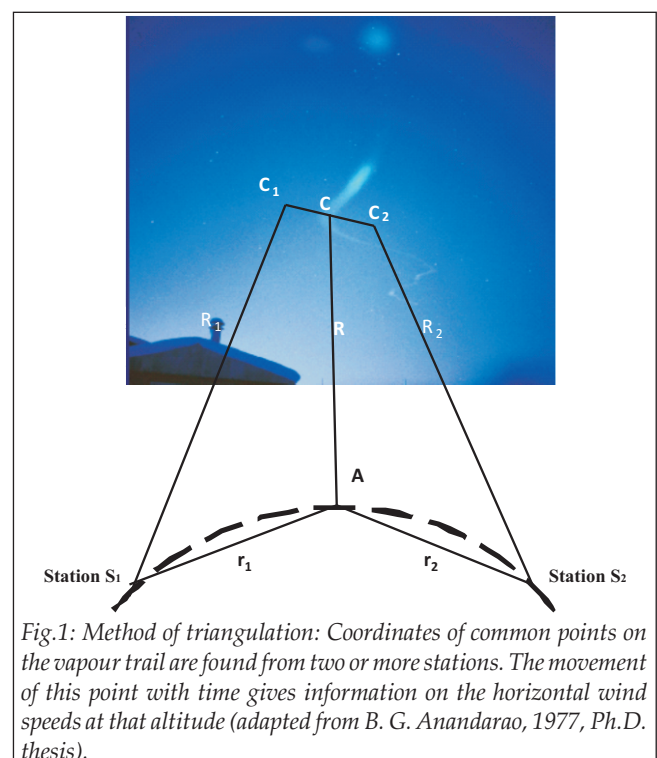 C1
C
C2
R1
R
R2
A
r1
r2
Station S1
Station S2
Fig.1: Method of triangulation: Coordinates of common points on
the vapour trail are found from two or more stations. The movement
of this point with time gives information on the horizontal wind
speeds at that altitude (adapted from B. G. Anandarao, 1977, Ph.D.
thesis).